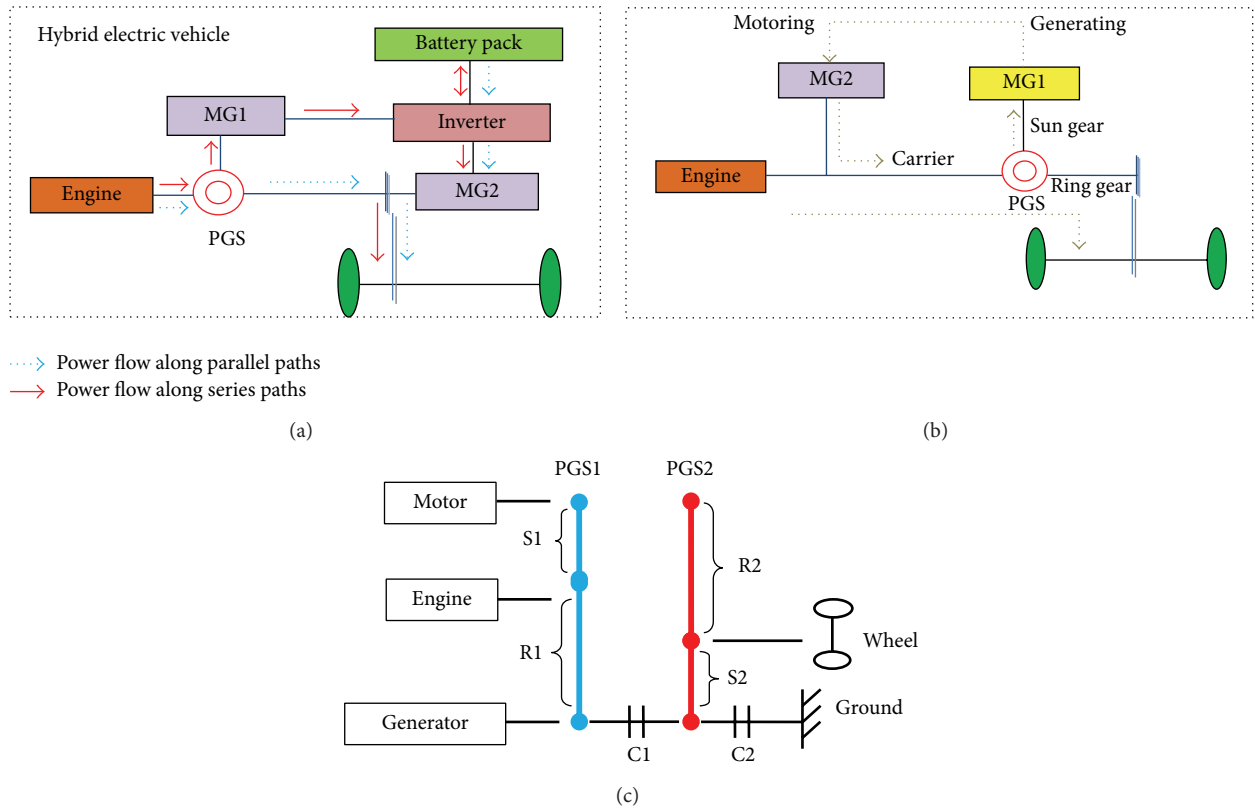 Hybrid electric vehicle
Battery pack
MG1
Inverter
Engine
MG2
PGS
Power flow along parallel paths
Power flow along series paths
(a)
Motoring
Generating
MG2
MG1
Sun gear
Carrier
Engine
Ring gear
PGS
(b)
PGS1
PGS2
Motor
S1
R2
Engine
R1
Wheel
S2
Generator
Ground
C1
C2
(c)